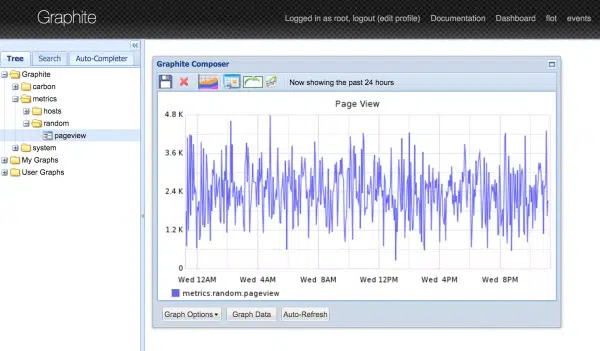 Graphite
Logged in as root, logout (edit profile) Documentation Dashboard flot events
Tree Search Auto-Completer
Graphite
carbon
metrics
hosts
random
pageview
system
My Graphs
User Graphs
Graphite Composer
Now showing the past 24 hours
Page View
4.8 K
3.6 K
2.4 K
1.2 K
0
Wed 12AM Wed 4AM Wed 8AM Wed 12PM Wed 4PM Wed 8PM
metrics.random.pageview
Graph Options Graph Data Auto-Refresh